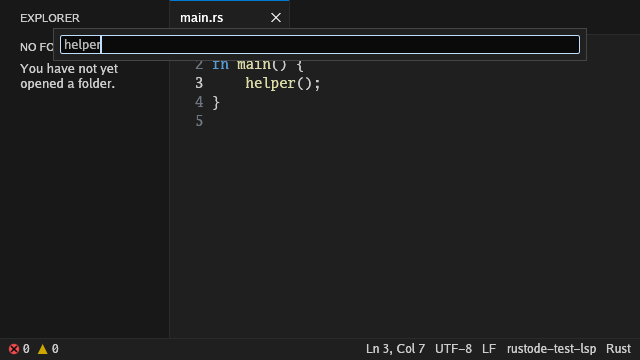 EXPLORER
main.rs
helper
NO FO
You have not yet
opened a folder.
2 fn main() {
3 helper();
4 }
5
0 0
Ln 3, Col 7 UTF-8 LF rustode-test-lsp Rust